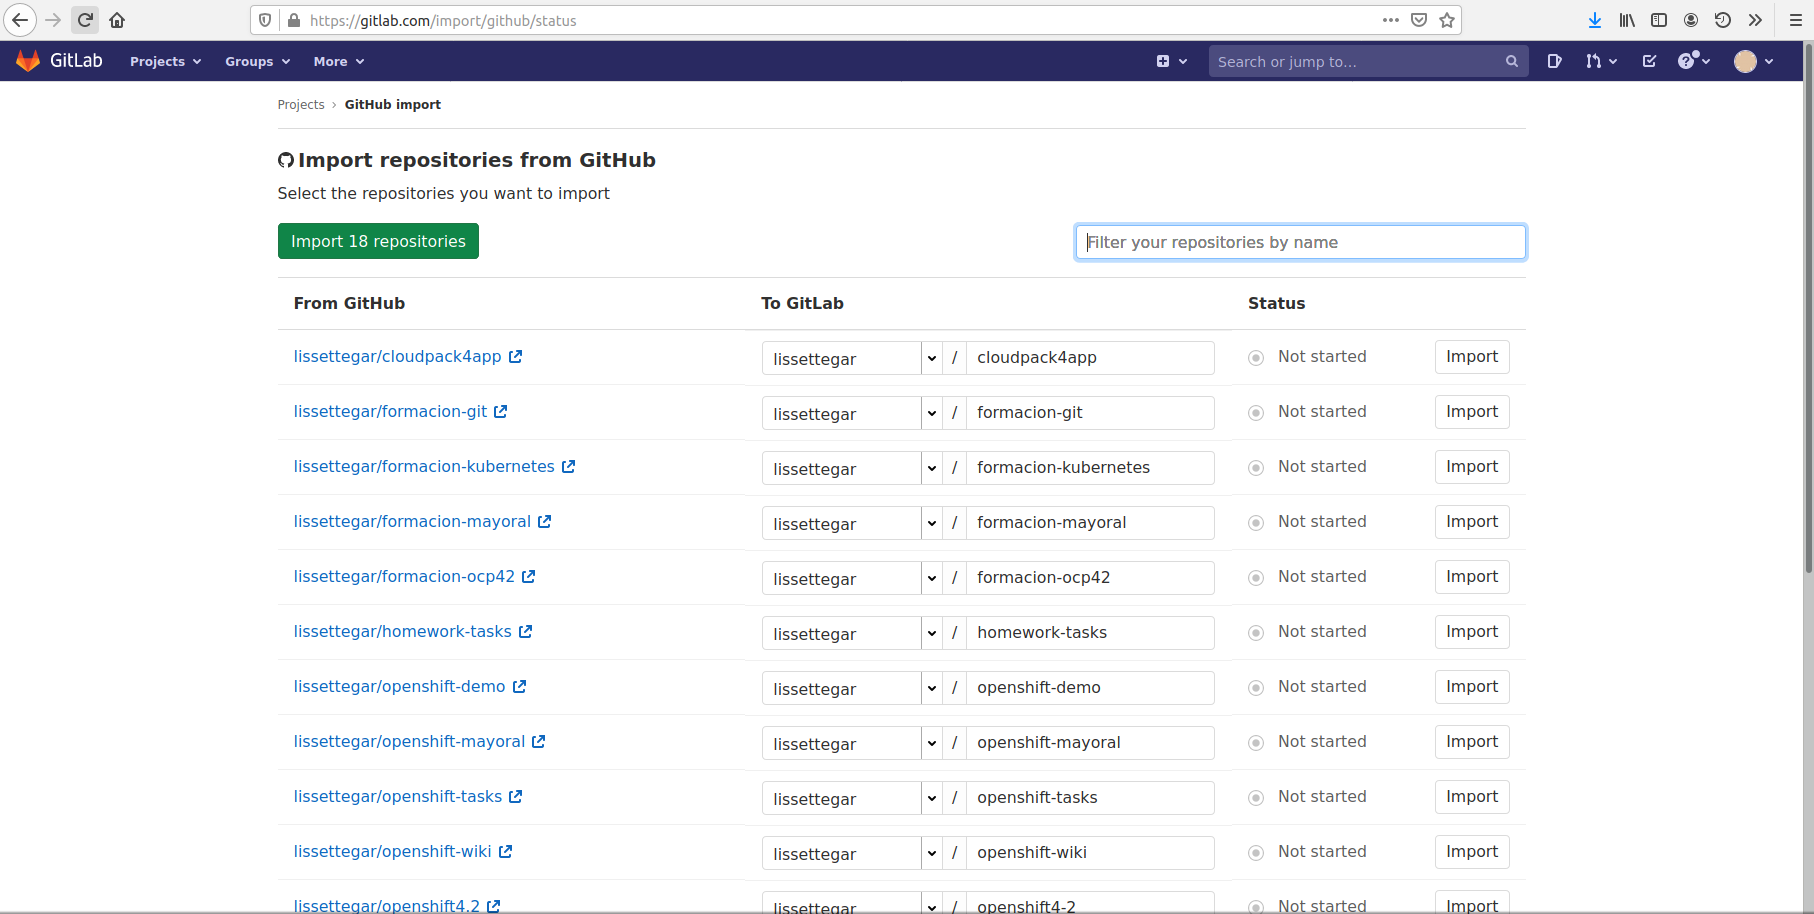 https://gitlab.com/import/github/status
GitLab Projects Groups More Search or jump to...
Projects › GitHub import
Import repositories from GitHub
Select the repositories you want to import
Import 18 repositories Filter your repositories by name
From GitHub To GitLab Status
lissettegar/cloudpack4app lissettegar / cloudpack4app Not started Import
lissettegar/formacion-git lissettegar / formacion-git Not started Import
lissettegar/formacion-kubernetes lissettegar / formacion-kubernetes Not started Import
lissettegar/formacion-mayoral lissettegar / formacion-mayoral Not started Import
lissettegar/formacion-ocp42 lissettegar / formacion-ocp42 Not started Import
lissettegar/homework-tasks lissettegar / homework-tasks Not started Import
lissettegar/openshift-demo lissettegar / openshift-demo Not started Import
lissettegar/openshift-mayoral lissettegar / openshift-mayoral Not started Import
lissettegar/openshift-tasks lissettegar / openshift-tasks Not started Import
lissettegar/openshift-wiki lissettegar / openshift-wiki Not started Import
lissettegar/openshift4.2 lissettegar / openshift4-2 Not started Import